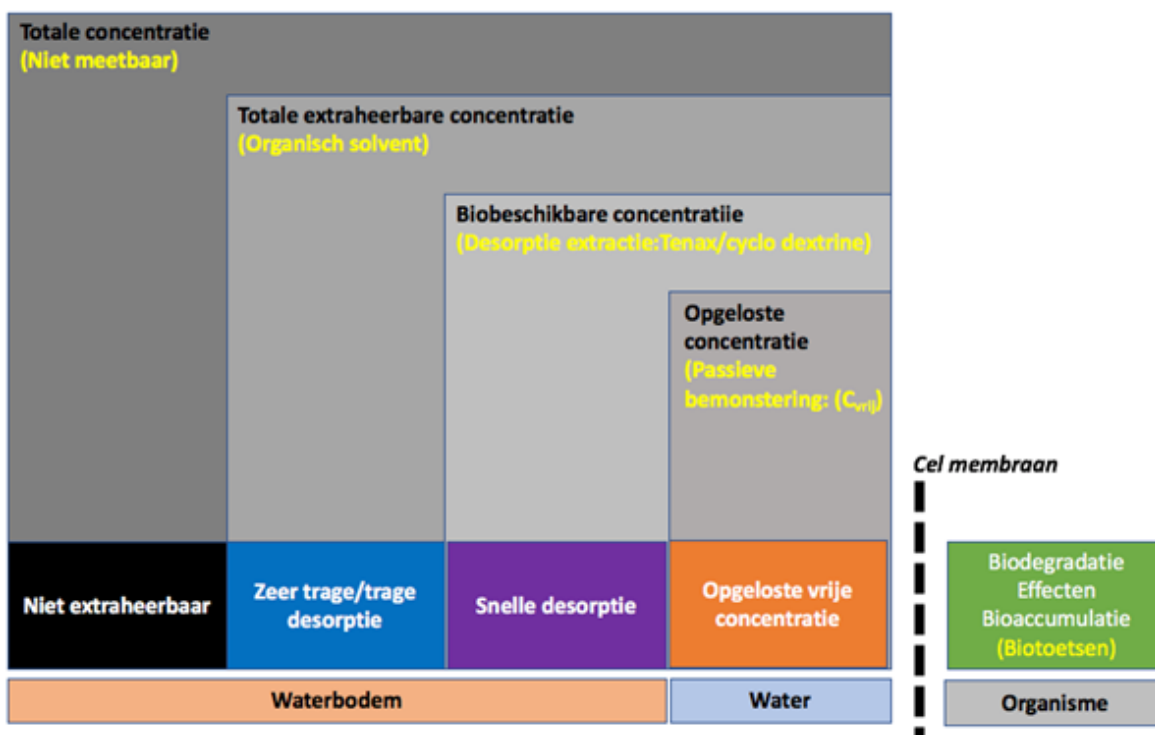 Totale concentratie
(Niet meetbaar)
Totale extraheerbare concentratie
(Organisch solvent)
Biobeschikbare concentratiie
(Desorptie extractie:Tenax/cyclo dextrine)
Opgeloste
concentratie
(Passieve
bemonstering: (Cvrij)
Cel membraan
Niet extraheerbaar
Zeer trage/trage
desorptie
Snelle desorptie
Opgeloste vrije
concentratie
Biodegradatie
Effecten
Bioaccumulatie
(Biotoetsen)
Waterbodem
Water
Organisme